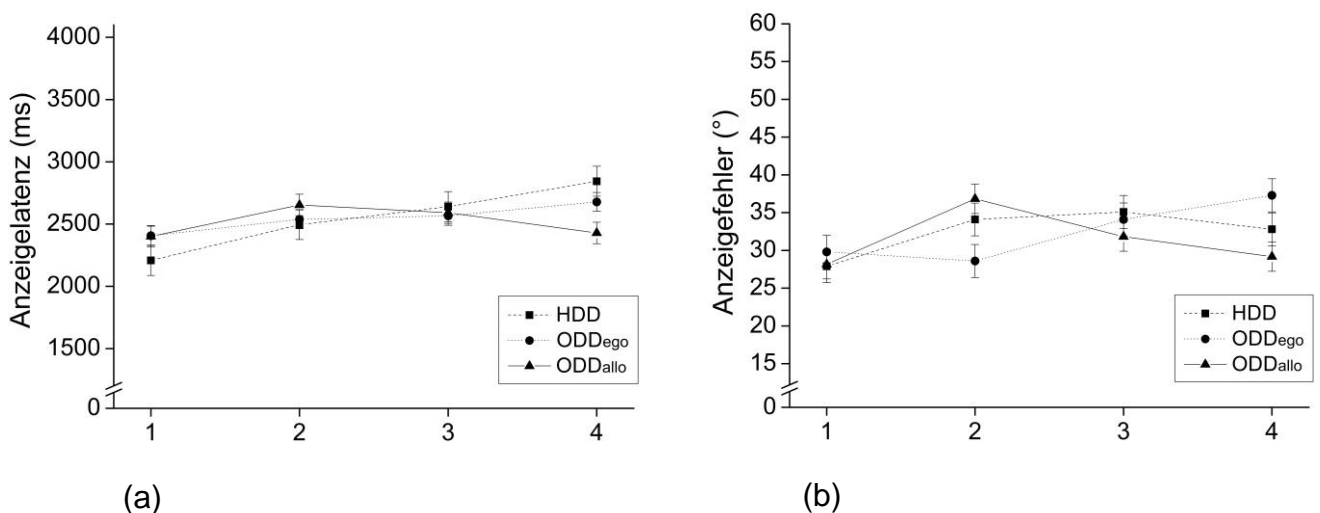 Anzeigelatenz (ms)
4000
3500
3000
2500
2000
1500
0
1 2 3 4
HDD
ODDego
ODDallo
(a)
Anzeigefehler (°)
60
55
50
45
40
35
30
25
20
15
0
1 2 3 4
HDD
ODDego
ODDallo
(b)